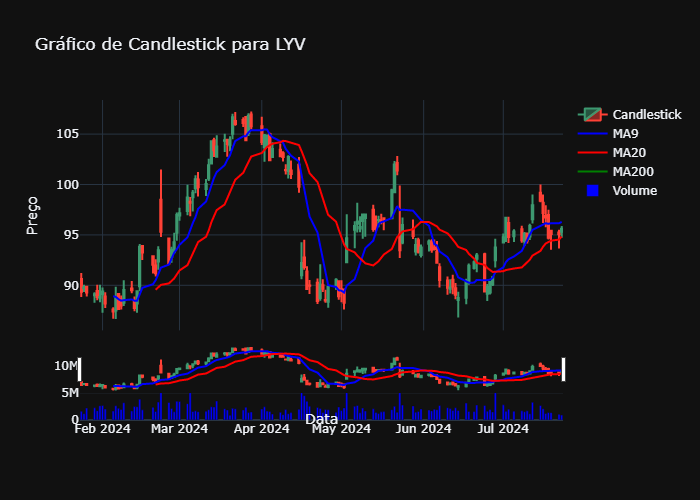 Gráfico de Candlestick para LYV
Preço
105
100
95
90
10M
5M
0
Feb 2024
Mar 2024
Apr 2024
May 2024
Jun 2024
Jul 2024
Data
Candlestick
MA9
MA20
MA200
Volume